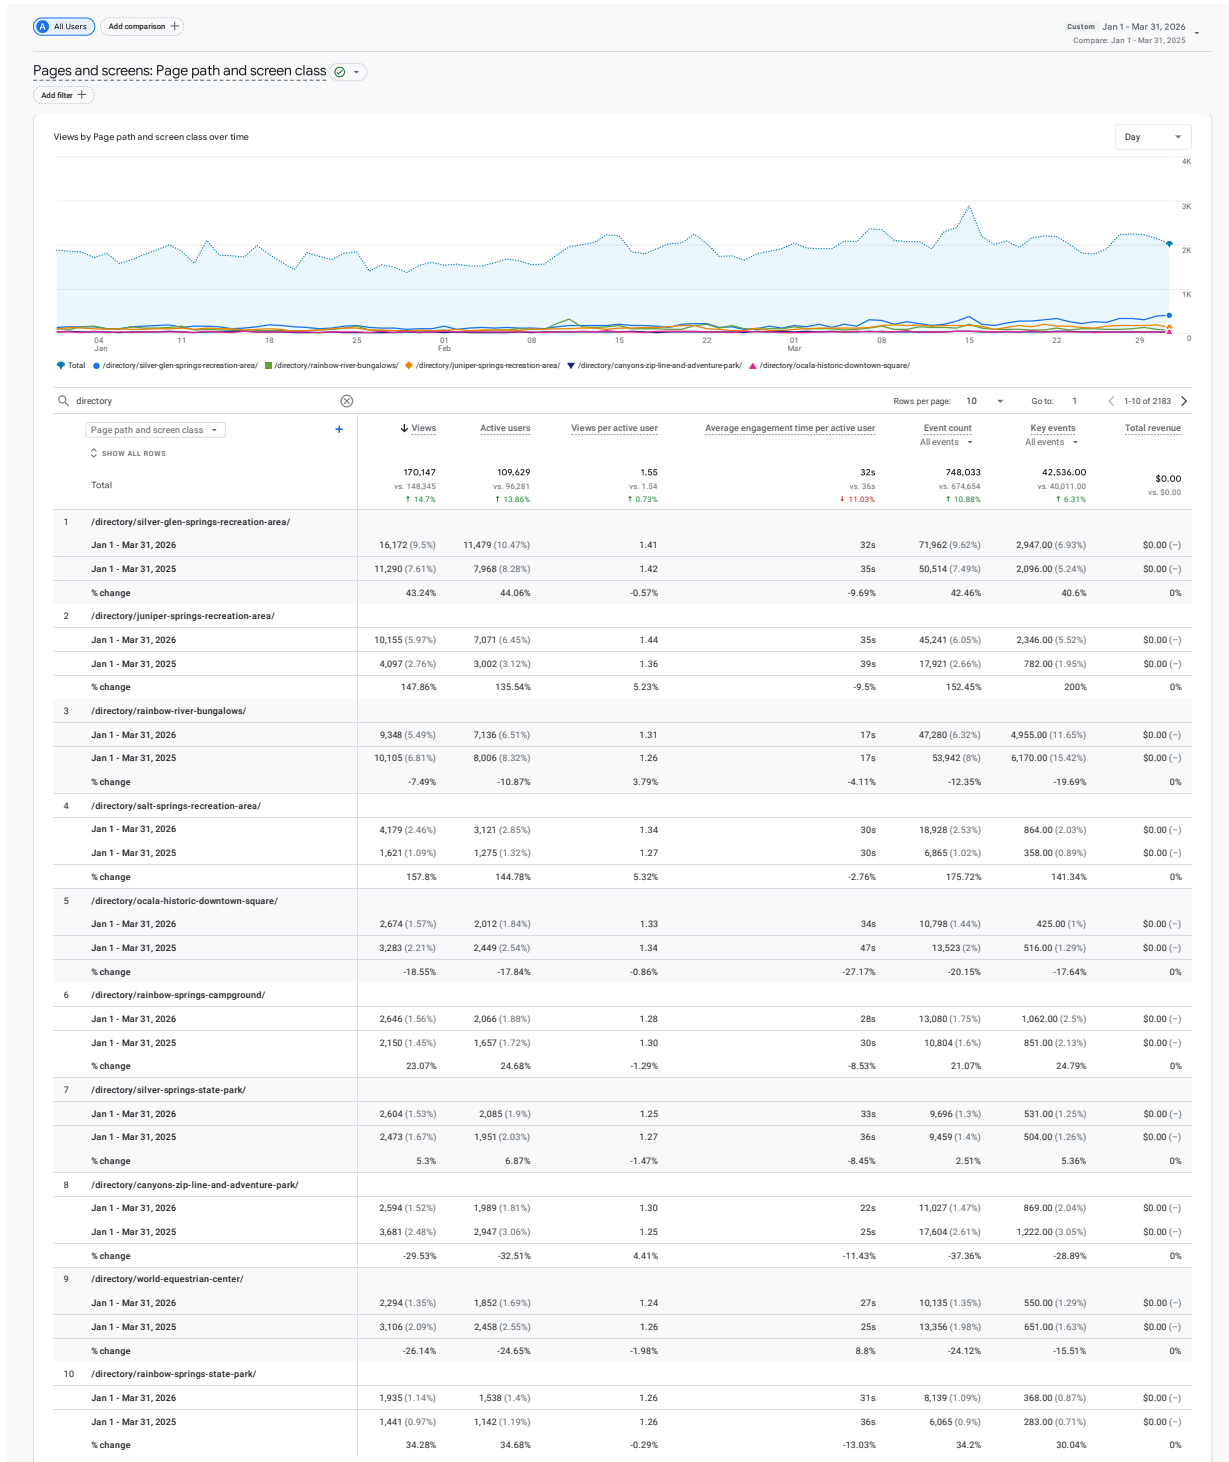 A All Users Add comparison + Custom Jan 1 - Mar 31, 2026
Compare: Jan 1 - Mar 31, 2025
Pages and screens: Page path and screen class
Add filter +
Views by Page path and screen class over time Day
4K
3K
2K
1K
0
04 11 18 25 01 08 15 22 01 08 15 22 29
Jan Feb Mar
Total /directory/silver-glen-springs-recreation-area/ /directory/rainbow-river-bungalows/ /directory/juniper-springs-recreation-area/ /directory/canyons-zip-line-and-adventure-park/ /directory/ocala-historic-downtown-square/
directory Rows per page: 10 Go to: 1 1-10 of 2183
Page path and screen class + Views Active users Views per active user Average engagement time per active user Event count Key events Total revenue
All events All events
SHOW ALL ROWS
170,147 109,629 1.55 32s 748,033 42,536.00 $0.00
Total vs. 148,345 vs. 96,281 vs. 1.54 vs. 36s vs. 674,654 vs. 40,011.00 vs. $0.00
↑ 14.7% ↑ 13.86% ↑ 0.73% ↓ 11.03% ↑ 10.88% ↑ 6.31%
1 /directory/silver-glen-springs-recreation-area/
Jan 1 - Mar 31, 2026 16,172 (9.5%) 11,479 (10.47%) 1.41 32s 71,962 (9.62%) 2,947.00 (6.93%) $0.00 (–)
Jan 1 - Mar 31, 2025 11,290 (7.61%) 7,968 (8.28%) 1.42 35s 50,514 (7.49%) 2,096.00 (5.24%) $0.00 (–)
% change 43.24% 44.06% -0.57% -9.69% 42.46% 40.6% 0%
2 /directory/juniper-springs-recreation-area/
Jan 1 - Mar 31, 2026 10,155 (5.97%) 7,071 (6.45%) 1.44 35s 45,241 (6.05%) 2,346.00 (5.52%) $0.00 (–)
Jan 1 - Mar 31, 2025 4,097 (2.76%) 3,002 (3.12%) 1.36 39s 17,921 (2.66%) 782.00 (1.95%) $0.00 (–)
% change 147.86% 135.54% 5.23% -9.5% 152.45% 200% 0%
3 /directory/rainbow-river-bungalows/
Jan 1 - Mar 31, 2026 9,348 (5.49%) 7,136 (6.51%) 1.31 17s 47,280 (6.32%) 4,955.00 (11.65%) $0.00 (–)
Jan 1 - Mar 31, 2025 10,105 (6.81%) 8,006 (8.32%) 1.26 17s 53,942 (8%) 6,170.00 (15.42%) $0.00 (–)
% change -7.49% -10.87% 3.79% -4.11% -12.35% -19.69% 0%
4 /directory/salt-springs-recreation-area/
Jan 1 - Mar 31, 2026 4,179 (2.46%) 3,121 (2.85%) 1.34 30s 18,928 (2.53%) 864.00 (2.03%) $0.00 (–)
Jan 1 - Mar 31, 2025 1,621 (1.09%) 1,275 (1.32%) 1.27 30s 6,865 (1.02%) 358.00 (0.89%) $0.00 (–)
% change 157.8% 144.78% 5.32% -2.76% 175.72% 141.34% 0%
5 /directory/ocala-historic-downtown-square/
Jan 1 - Mar 31, 2026 2,674 (1.57%) 2,012 (1.84%) 1.33 34s 10,798 (1.44%) 425.00 (1%) $0.00 (–)
Jan 1 - Mar 31, 2025 3,283 (2.21%) 2,449 (2.54%) 1.34 47s 13,523 (2%) 516.00 (1.29%) $0.00 (–)
% change -18.55% -17.84% -0.86% -27.17% -20.15% -17.64% 0%
6 /directory/rainbow-springs-campground/
Jan 1 - Mar 31, 2026 2,646 (1.56%) 2,066 (1.88%) 1.28 28s 13,080 (1.75%) 1,062.00 (2.5%) $0.00 (–)
Jan 1 - Mar 31, 2025 2,150 (1.45%) 1,657 (1.72%) 1.30 30s 10,804 (1.6%) 851.00 (2.13%) $0.00 (–)
% change 23.07% 24.68% -1.29% -8.53% 21.07% 24.79% 0%
7 /directory/silver-springs-state-park/
Jan 1 - Mar 31, 2026 2,604 (1.53%) 2,085 (1.9%) 1.25 33s 9,696 (1.3%) 531.00 (1.25%) $0.00 (–)
Jan 1 - Mar 31, 2025 2,473 (1.67%) 1,951 (2.03%) 1.27 36s 9,459 (1.4%) 504.00 (1.26%) $0.00 (–)
% change 5.3% 6.87% -1.47% -8.45% 2.51% 5.36% 0%
8 /directory/canyons-zip-line-and-adventure-park/
Jan 1 - Mar 31, 2026 2,594 (1.52%) 1,989 (1.81%) 1.30 22s 11,027 (1.47%) 869.00 (2.04%) $0.00 (–)
Jan 1 - Mar 31, 2025 3,681 (2.48%) 2,947 (3.06%) 1.25 25s 17,604 (2.61%) 1,222.00 (3.05%) $0.00 (–)
% change -29.53% -32.51% 4.41% -11.43% -37.36% -28.89% 0%
9 /directory/world-equestrian-center/
Jan 1 - Mar 31, 2026 2,294 (1.35%) 1,852 (1.69%) 1.24 27s 10,135 (1.35%) 550.00 (1.29%) $0.00 (–)
Jan 1 - Mar 31, 2025 3,106 (2.09%) 2,458 (2.55%) 1.26 25s 13,356 (1.98%) 651.00 (1.63%) $0.00 (–)
% change -26.14% -24.65% -1.98% 8.8% -24.12% -15.51% 0%
10 /directory/rainbow-springs-state-park/
Jan 1 - Mar 31, 2026 1,935 (1.14%) 1,538 (1.4%) 1.26 31s 8,139 (1.09%) 368.00 (0.87%) $0.00 (–)
Jan 1 - Mar 31, 2025 1,441 (0.97%) 1,142 (1.19%) 1.26 36s 6,065 (0.9%) 283.00 (0.71%) $0.00 (–)
% change 34.28% 34.68% -0.29% -13.03% 34.2% 30.04% 0%